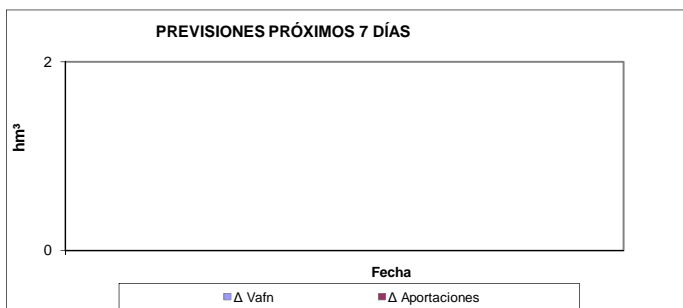 PREVISIONES PRÓXIMOS 7 DÍAS
2
hm³
0
Fecha
Δ Vafn
Δ Aportaciones